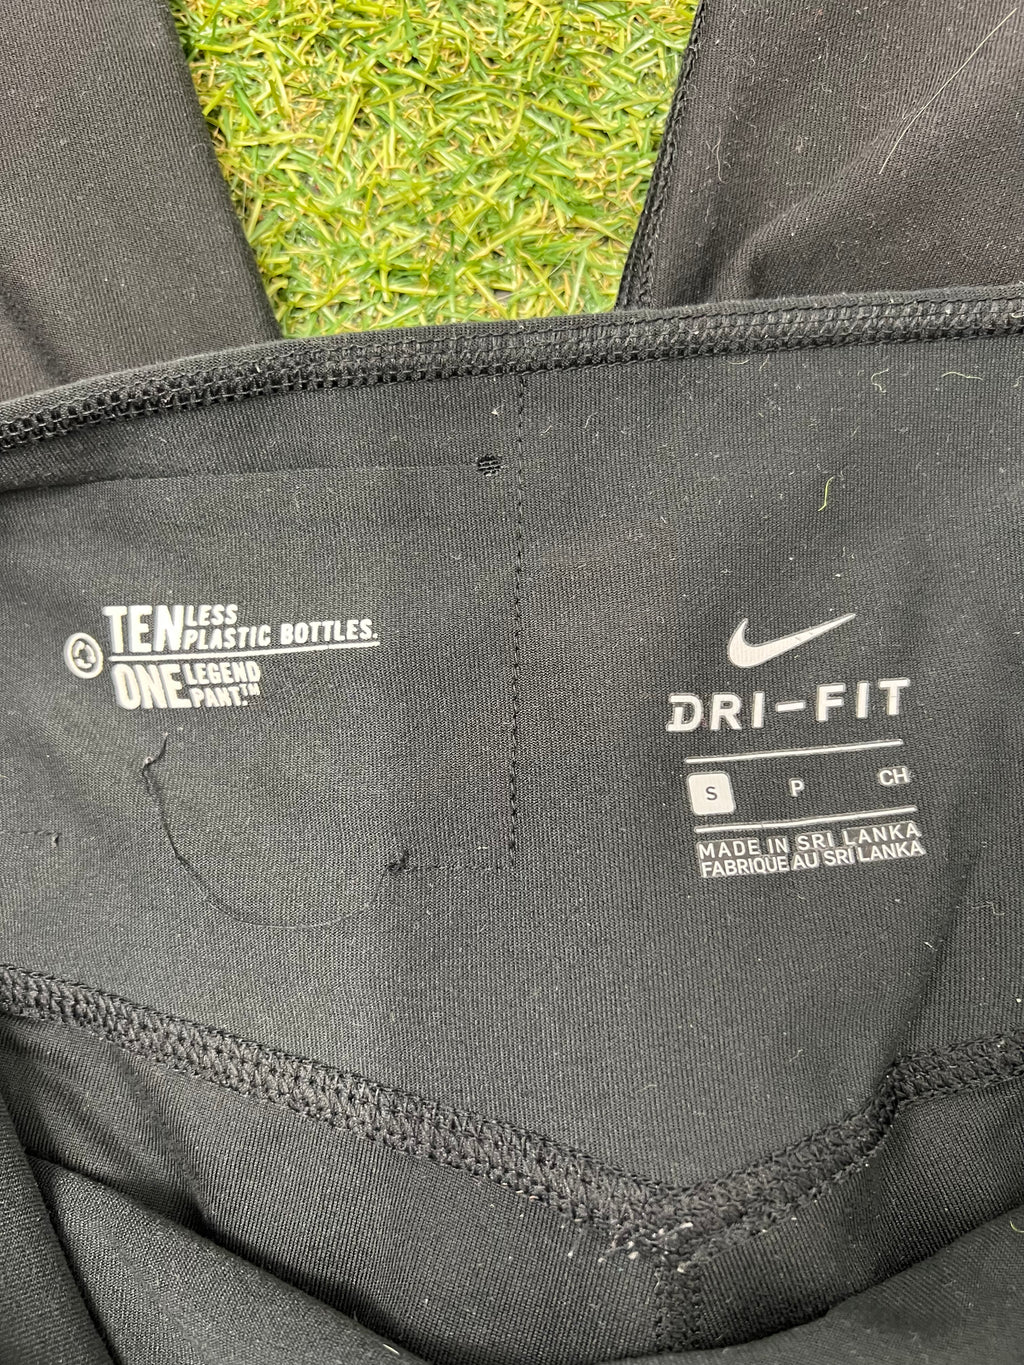 TEN LESS
PLASTIC BOTTLES.
ONE LEGEND
PANT.™
DRI-FIT
S P CH
MADE IN SRI LANKA
FABRIQUE AU SRI LANKA